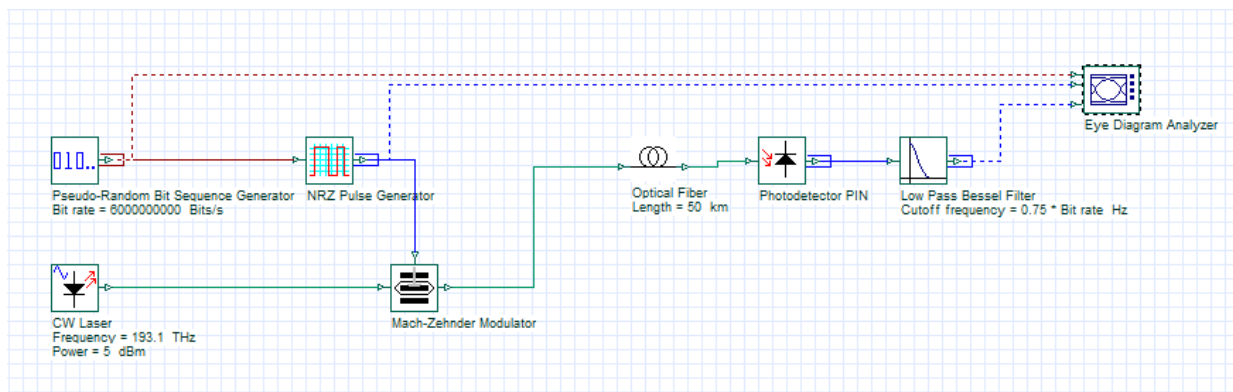 Eye Diagram Analyzer
010..
Pseudo-Random Bit Sequence Generator
Bit rate = 6000000000 Bits/s
NRZ Pulse Generator
Optical Fiber
Length = 50 km
Photodetector PIN
Low Pass Bessel Filter
Cutoff frequency = 0.75 * Bit rate Hz
CW Laser
Frequency = 193.1 THz
Power = 5 dBm
Mach-Zehnder Modulator